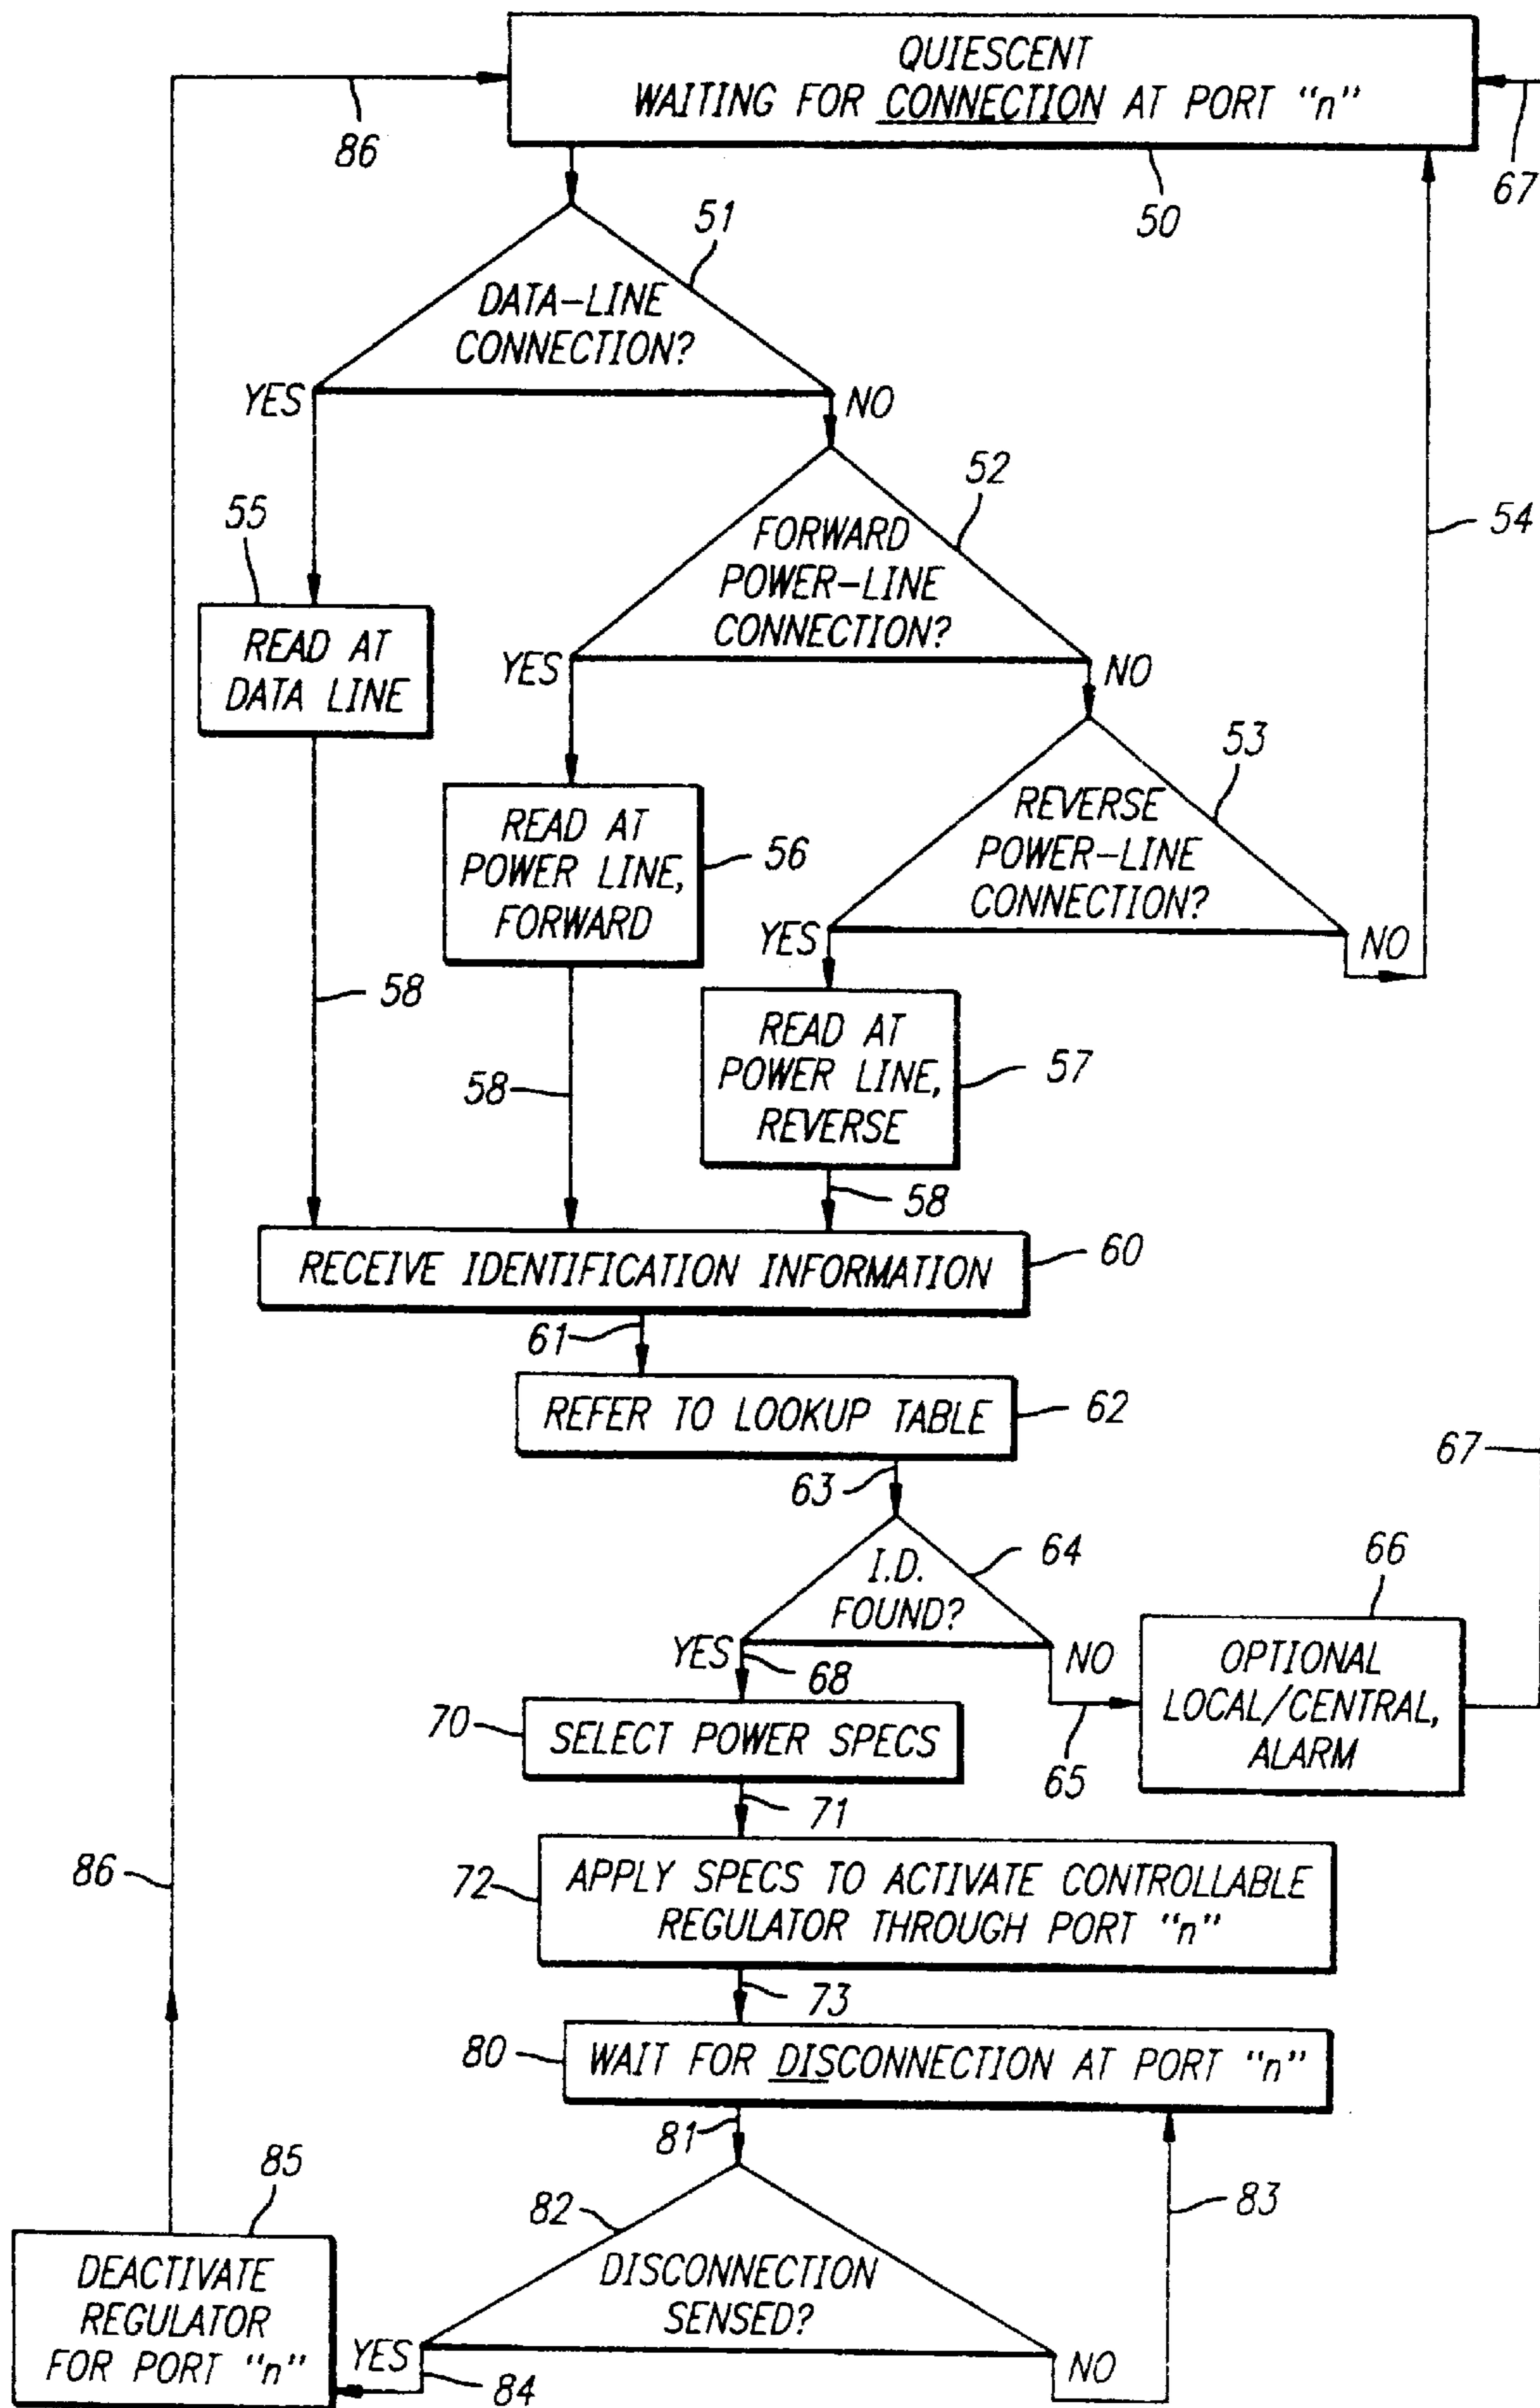 QUIESCENT
WAITING FOR CONNECTION AT PORT "n"
86
67
50
51
DATA-LINE
CONNECTION?
YES
NO
52
54
55
FORWARD
POWER-LINE
CONNECTION?
READ AT
DATA LINE
YES
NO
53
READ AT
POWER LINE,
FORWARD
56
REVERSE
POWER-LINE
CONNECTION?
YES
NO
58
READ AT
POWER LINE,
REVERSE
57
58
58
RECEIVE IDENTIFICATION INFORMATION
60
61
REFER TO LOOKUP TABLE
62
67
63
I.D.
FOUND?
64
66
YES
68
NO
OPTIONAL
LOCAL/CENTRAL,
ALARM
70
SELECT POWER SPECS
65
71
86
72
APPLY SPECS TO ACTIVATE CONTROLLABLE
REGULATOR THROUGH PORT "n"
73
80
WAIT FOR DISCONNECTION AT PORT "n"
81
85
82
83
DEACTIVATE
REGULATOR
FOR PORT "n"
DISCONNECTION
SENSED?
YES
84
NO